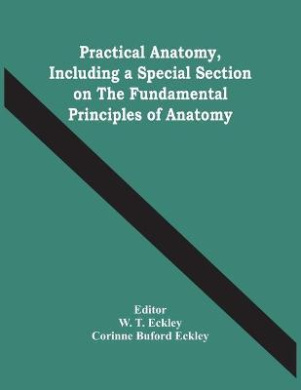 Practical Anatomy,
Including a Special Section
on The Fundamental
Principles of Anatomy
Editor
W. T. Eckley
Corinne Buford Eckley